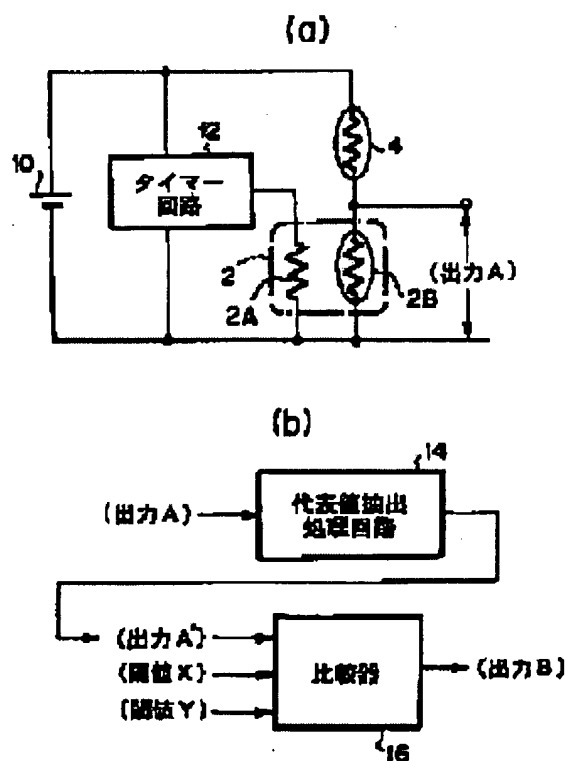 (a)
10
12
タイマー
回路
4
2
2A
2B
(出力A)
(b)
14
(出力A)
代表値抽出
処理回路
(出力A')
(閾値X)
(閾値Y)
比較器
(出力B)
16